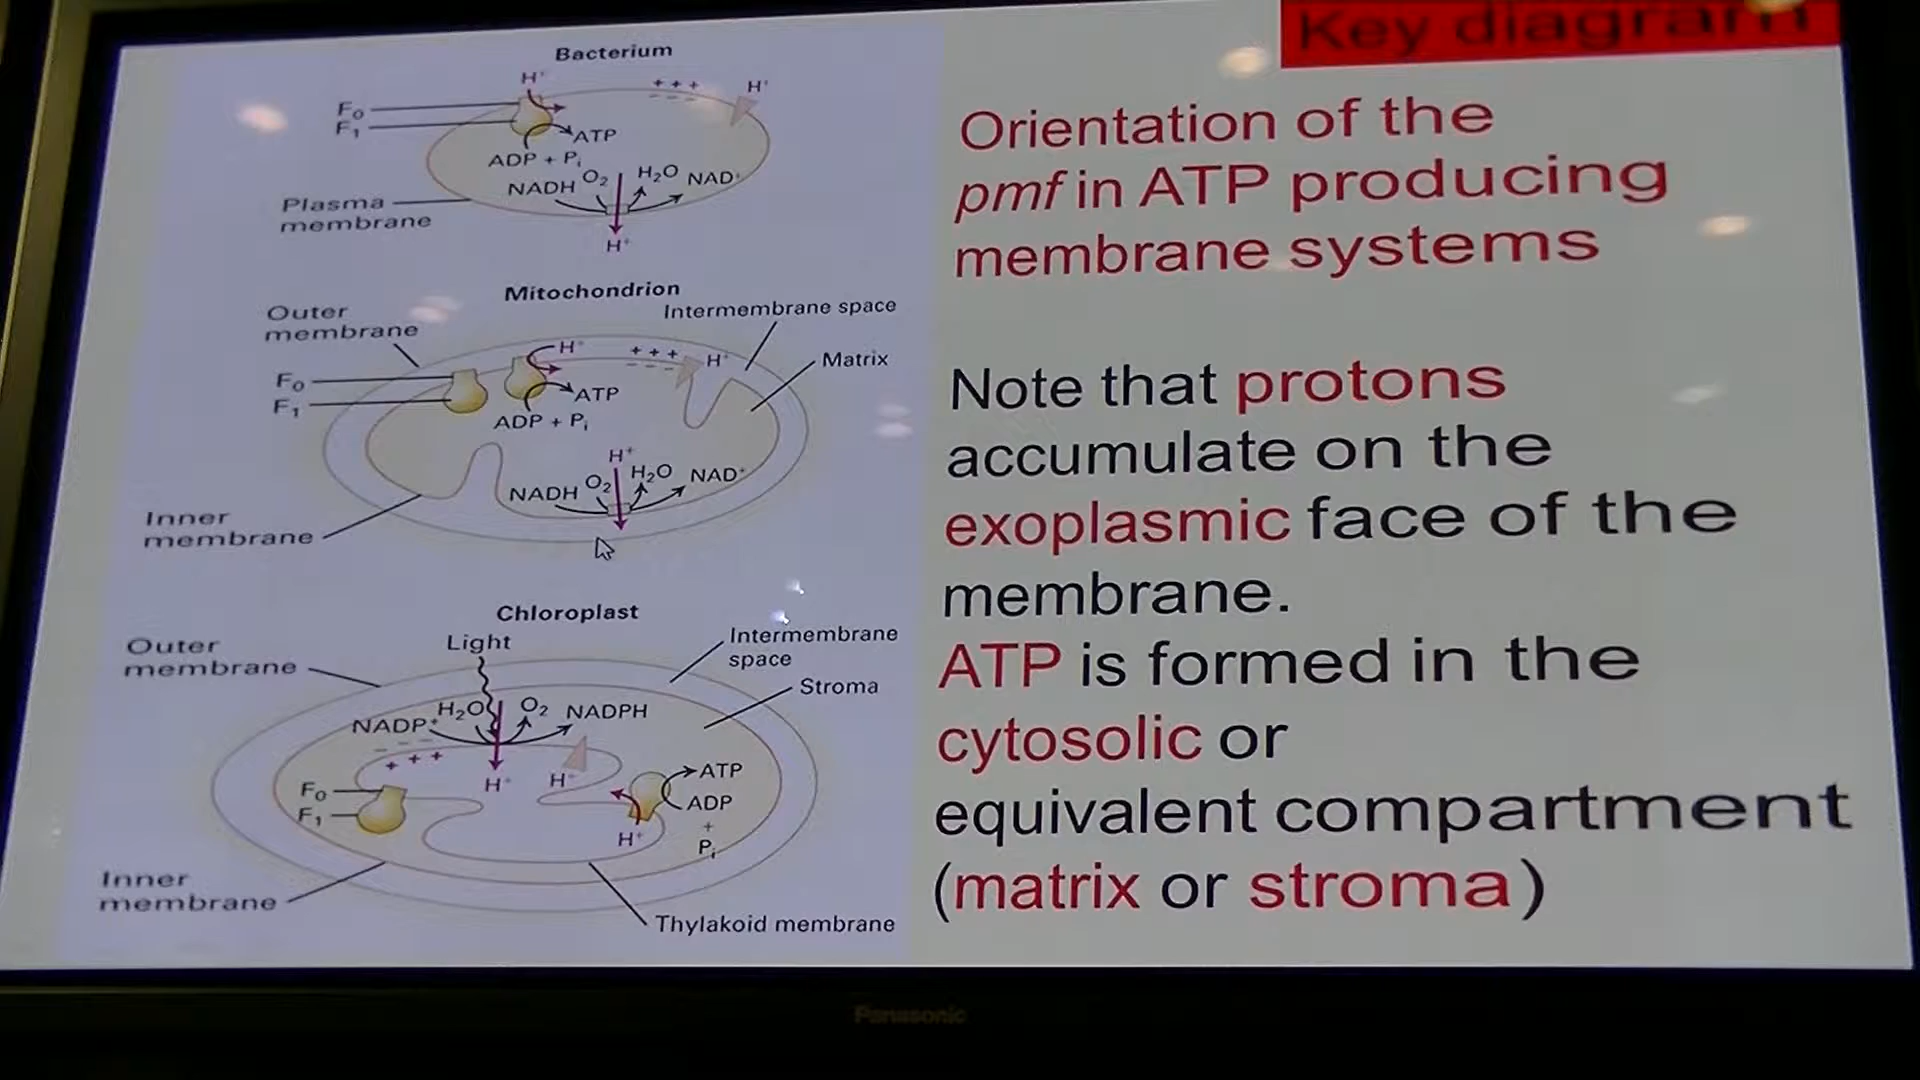 Key diagram
Bacterium
H⁺
+ + +
H⁺
F₀
F₁
ATP
ADP + Pᵢ
NADH
O₂
H₂O
NAD⁺
Plasma
membrane
H⁺
Mitochondrion
Outer
membrane
Intermembrane space
H⁺
+ + +
H⁺
Matrix
F₀
F₁
ATP
ADP + Pᵢ
H⁺
NADH
O₂
H₂O
NAD⁺
Inner
membrane
Chloroplast
Outer
membrane
Light
Intermembrane
space
Stroma
NADP⁺
H₂O
O₂
NADPH
+ + +
H⁺
H⁺
F₀
F₁
ATP
ADP
+
Pᵢ
H⁺
Inner
membrane
Thylakoid membrane
Orientation of the
pmf in ATP producing
membrane systems
Note that protons
accumulate on the
exoplasmic face of the
membrane.
ATP is formed in the
cytosolic or
equivalent compartment
(matrix or stroma)
Panasonic